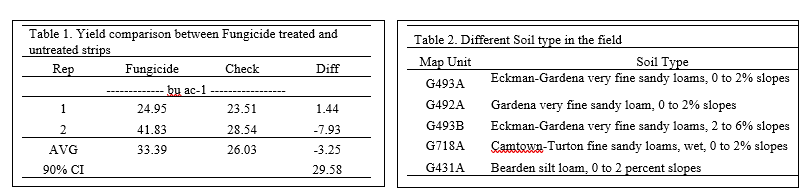 Table 1. Yield comparison between Fungicide treated and
untreated strips
Rep Fungicide Check Diff
------------- bu ac-1 -----------------
1 24.95 23.51 1.44
2 41.83 28.54 -7.93
AVG 33.39 26.03 -3.25
90% CI 29.58
Table 2. Different Soil type in the field
Map Unit Soil Type
G493A Eckman-Gardena very fine sandy loams, 0 to 2% slopes
G492A Gardena very fine sandy loam, 0 to 2% slopes
G493B Eckman-Gardena very fine sandy loams, 2 to 6% slopes
G718A Camtown-Turton fine sandy loams, wet, 0 to 2% slopes
G431A Bearden silt loam, 0 to 2 percent slopes